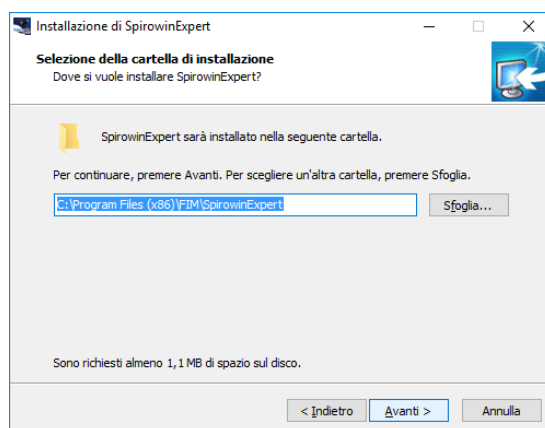 Installazione di SpirowinExpert
Selezione della cartella di installazione
Dove si vuole installare SpirowinExpert?
SpirowinExpert sarà installato nella seguente cartella.
Per continuare, premere Avanti. Per scegliere un'altra cartella, premere Sfoglia.
C:\Program Files (x86)\FIM\SpirowinExpert
Sfoglia...
Sono richiesti almeno 1,1 MB di spazio sul disco.
< Indietro
Avanti >
Annulla